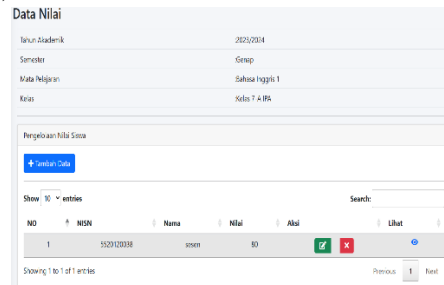 Data Nilai
Tahun Akademik :2023/2024
Semester :Genap
Mata Pelajaran :Bahasa Inggris 1
Kelas :Kelas 7 A IPA
Pengelolaan Nilai Siswa
+ Tambah Data
Show 10 entries Search:
NO NISN Nama Nilai Aksi Lihat
1 5520120038 sesen 80
Showing 1 to 1 of 1 entries Previous 1 Next